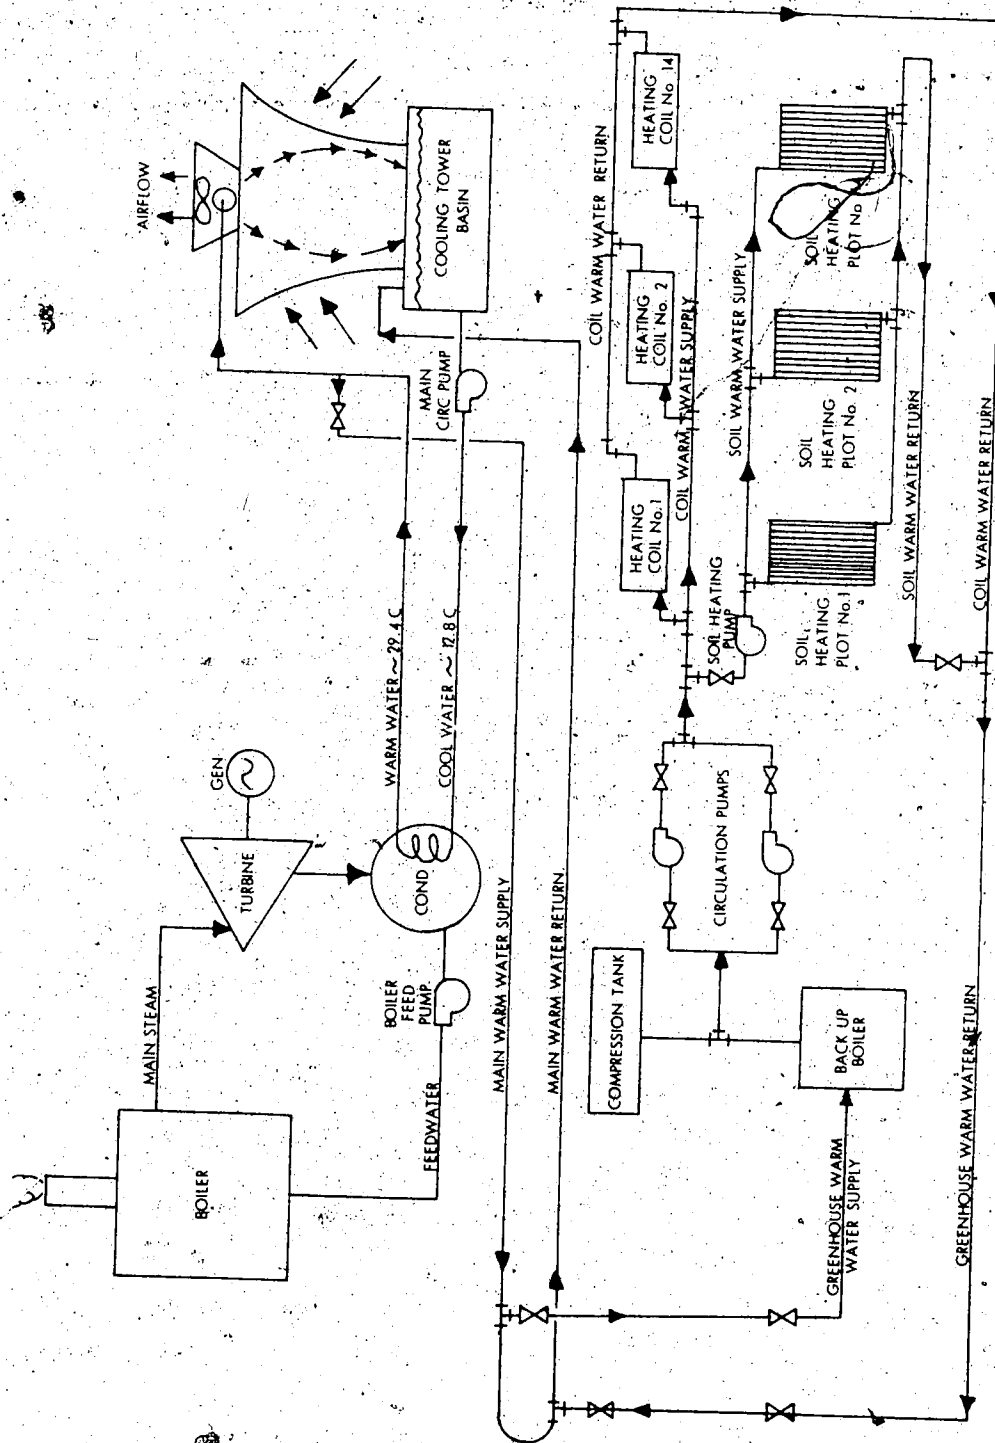 AIRFLOW
COOLING TOWER
BASIN
MAIN
CIRC PUMP
WARM WATER ~ 29.4 C
COOL WATER ~ 12.8 C
GEN
TURBINE
COND
MAIN STEAM
BOILER
FEED
PUMP
FEEDWATER
BOILER
MAIN WARM WATER SUPPLY
MAIN WARM WATER RETURN
COIL WARM WATER RETURN
HEATING
COIL No. 14
HEATING
COIL No. 2
HEATING
COIL No. 1
COIL WARM WATER SUPPLY
SOIL WARM WATER SUPPLY
SOIL HEATING
PUMP
SOIL
HEATING
PLOT No
SOIL
HEATING
PLOT No. 2
SOIL
HEATING
PLOT No. 1
SOIL WARM WATER RETURN
COIL WARM WATER RETURN
CIRCULATION PUMPS
COMPRESSION TANK
BACK UP
BOILER
GREENHOUSE WARM
WATER SUPPLY
GREENHOUSE WARM WATER RETURN